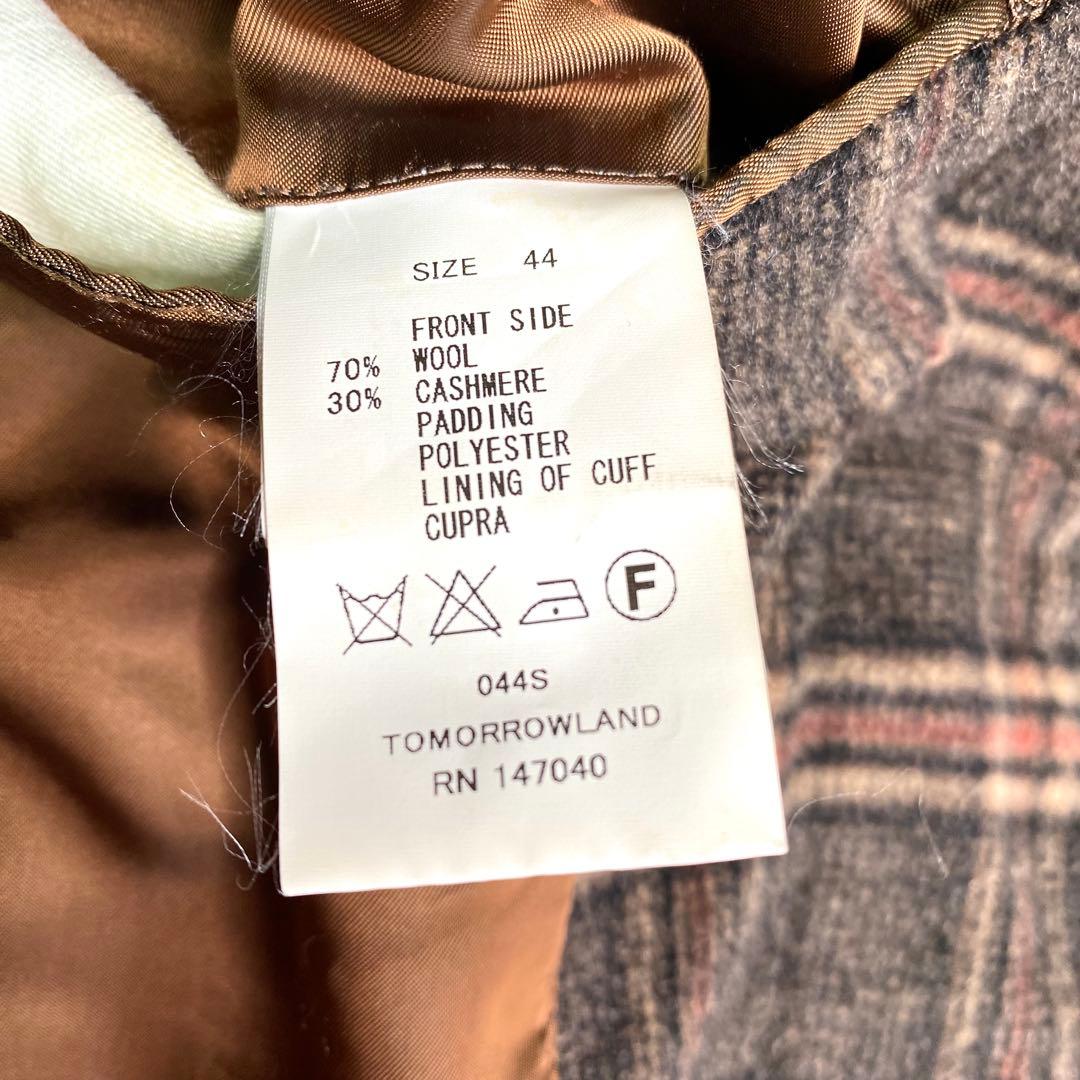 SIZE 44
FRONT SIDE
70% WOOL
30% CASHMERE
PADDING
POLYESTER
LINING OF CUFF
CUPRA
F
044S
TOMORROWLAND
RN 147040